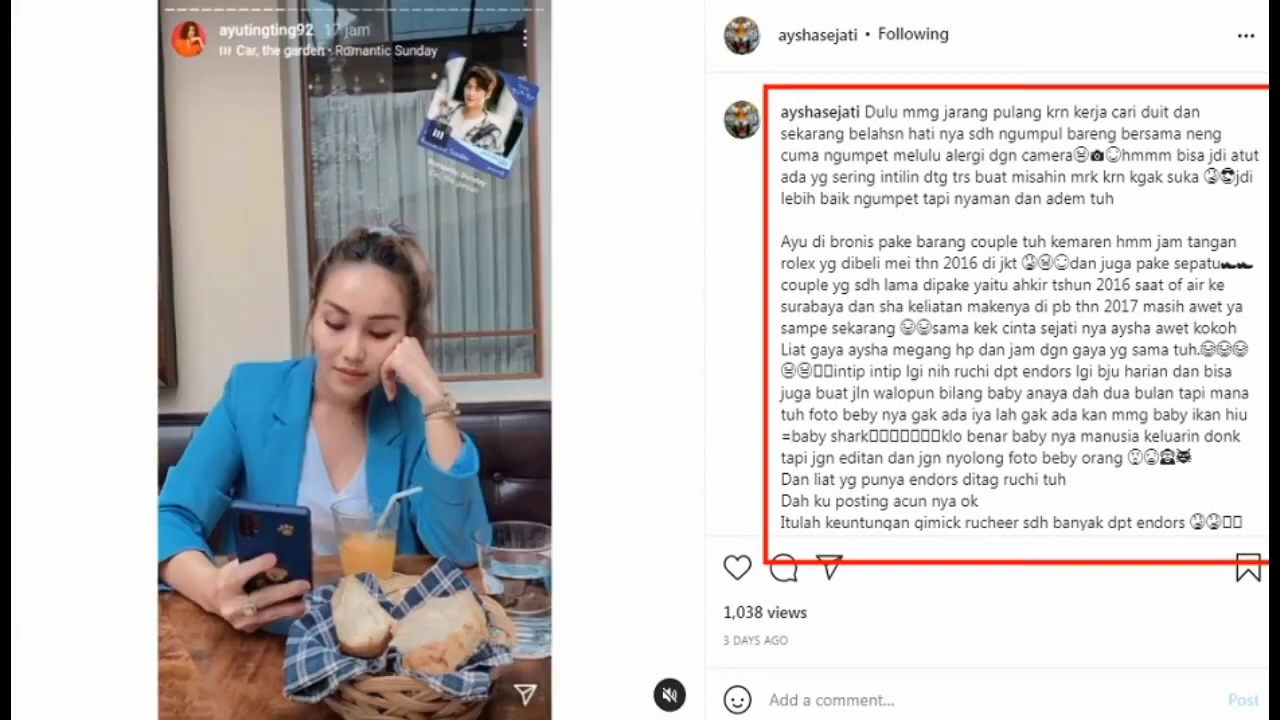 ayutingting92 17 jam
Car, the garden • Romantic Sunday
Romantic Sunday
Car, the garden
ayshasejati • Following
ayshasejati Dulu mmg jarang pulang krn kerja cari duit dan
sekarang belahsn hati nya sdh ngumpul bareng bersama neng
cuma ngumpet melulu alergi dgn camera😆📷😏hmmm bisa jdi atut
ada yg sering intilin dtg trs buat misahin mrk krn kgak suka 😰😎jdi
lebih baik ngumpet tapi nyaman dan adem tuh
Ayu di bronis pake barang couple tuh kemaren hmm jam tangan
rolex yg dibeli mei thn 2016 di jkt 😰😆😏dan juga pake sepatu👞👞
couple yg sdh lama dipake yaitu ahkir tshun 2016 saat of air ke
surabaya dan sha keliatan makenya di pb thn 2017 masih awet ya
sampe sekarang 😄😄sama kek cinta sejati nya aysha awet kokoh
Liat gaya aysha megang hp dan jam dgn gaya yg sama tuh.😂😂😂
😆😆▯▯intip intip lgi nih ruchi dpt endors lgi bju harian dan bisa
juga buat jln walopun bilang baby anaya dah dua bulan tapi mana
tuh foto beby nya gak ada iya lah gak ada kan mmg baby ikan hiu
=baby shark▯▯▯▯▯▯▯klo benar baby nya manusia keluarin donk
tapi jgn editan dan jgn nyolong foto beby orang 😗😰🙊😼
Dan liat yg punya endors ditag ruchi tuh
Dah ku posting acun nya ok
Itulah keuntungan gimick rucheer sdh banyak dpt endors 😰😰▯▯
1,038 views
3 DAYS AGO
Add a comment...
Post